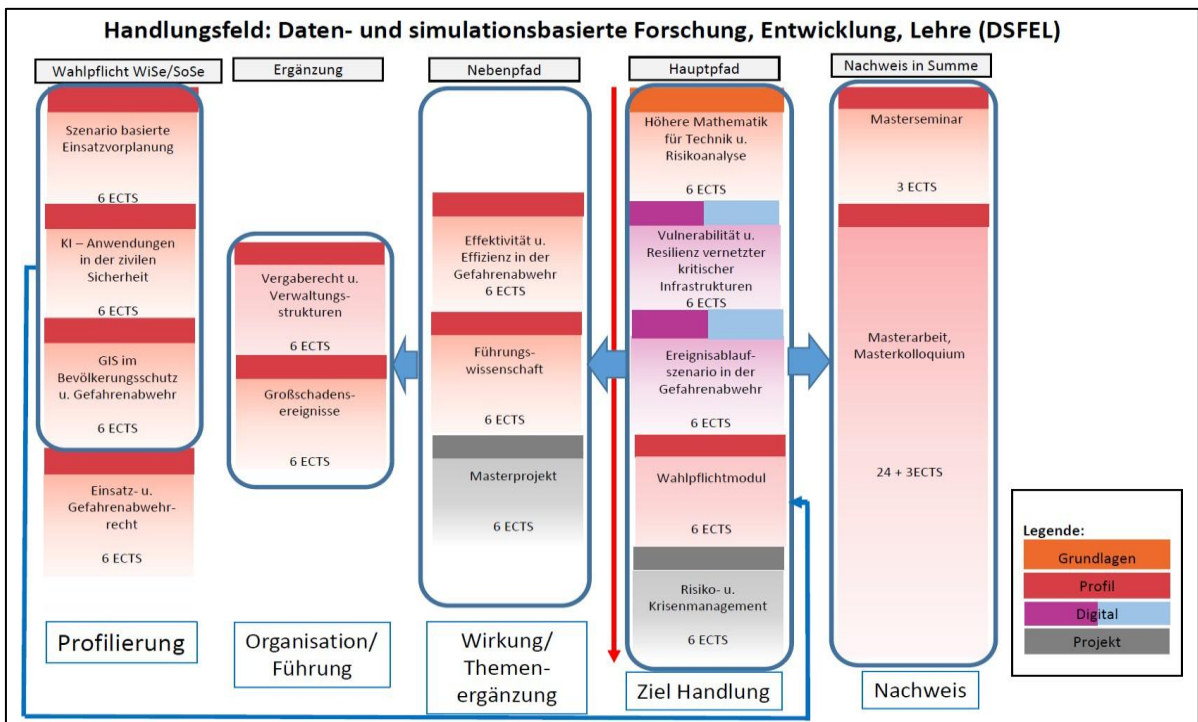 Handlungsfeld: Daten- und simulationsbasierte Forschung, Entwicklung, Lehre (DSFEL)
Wahlpflicht WiSe/SoSe
Szenario basierte
Einsatzvorplanung
6 ECTS
KI – Anwendungen
in der zivilen
Sicherheit
6 ECTS
GIS im
Bevölkerungsschutz
u. Gefahrenabwehr
6 ECTS
Einsatz- u.
Gefahrenabwehr-
recht
6 ECTS
Profilierung
Ergänzung
Vergaberecht u.
Verwaltungs-
strukturen
6 ECTS
Großschadens-
ereignisse
6 ECTS
Organisation/
Führung
Nebenpfad
Effektivität u.
Effizienz in der
Gefahrenabwehr
6 ECTS
Führungs-
wissenschaft
6 ECTS
Masterprojekt
6 ECTS
Wirkung/
Themen-
ergänzung
Hauptpfad
Höhere Mathematik
für Technik u.
Risikoanalyse
6 ECTS
Vulnerabilität u.
Resilienz vernetzter
kritischer
Infrastrukturen
6 ECTS
Ereignisablauf-
szenario in der
Gefahrenabwehr
6 ECTS
Wahlpflichtmodul
6 ECTS
Risiko- u.
Krisenmanagement
6 ECTS
Ziel Handlung
Nachweis in Summe
Masterseminar
3 ECTS
Masterarbeit,
Masterkolloquium
24 + 3ECTS
Nachweis
Legende:
Grundlagen
Profil
Digital
Projekt